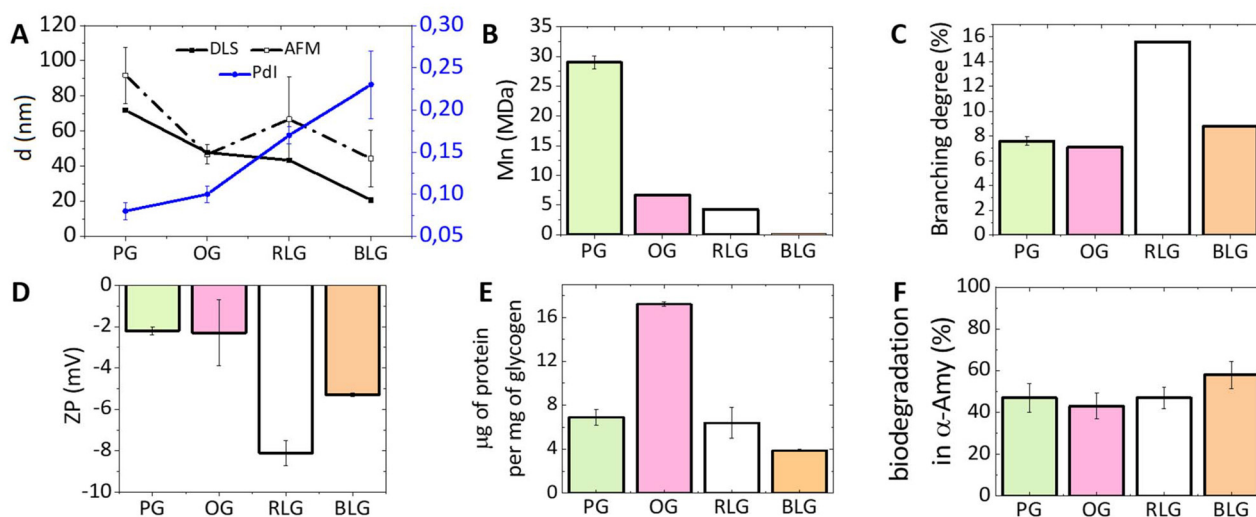 A
d (nm)
120
100
80
60
40
20
0
DLS
AFM
PdI
0,30
0,25
0,20
0,15
0,10
0,05
PG OG RLG BLG
B
Mn (MDa)
35
30
25
20
15
10
5
0
PG OG RLG BLG
C
Branching degree (%)
16
14
12
10
8
6
4
2
0
PG OG RLG BLG
D
ZP (mV)
0
-2
-4
-6
-8
-10
PG OG RLG BLG
E
μg of protein
per mg of glycogen
16
12
8
4
0
PG OG RLG BLG
F
biodegradation
in α-Amy (%)
100
80
60
40
20
0
PG OG RLG BLG